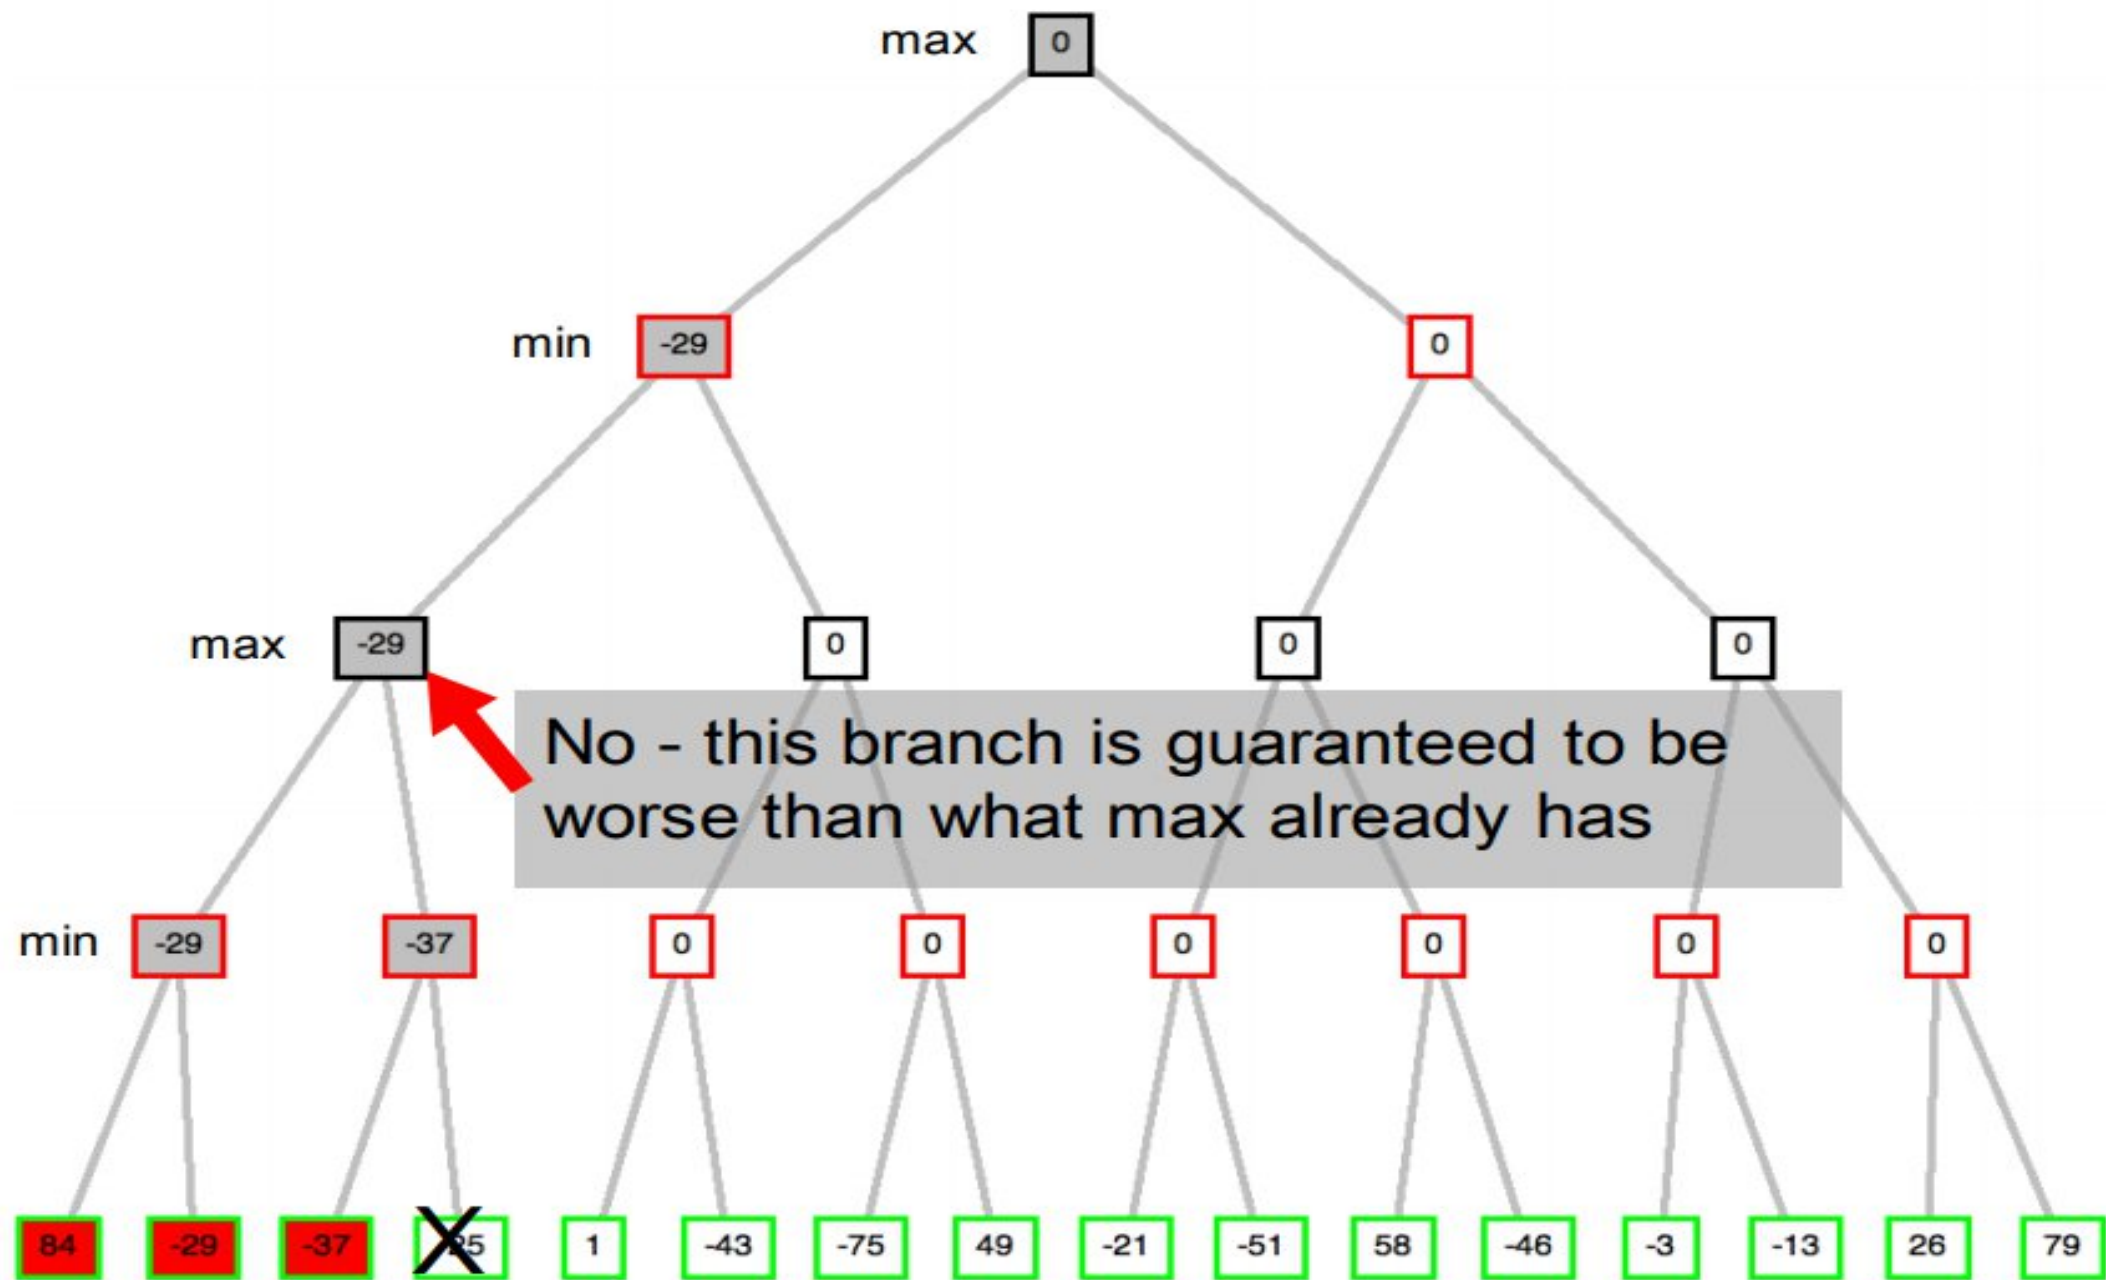 max 0
min -29 0
max -29 0 0 0
No - this branch is guaranteed to be
worse than what max already has
min -29 -37 0 0 0 0 0 0
84 -29 -37 X 1 -43 -75 49 -21 -51 58 -46 -3 -13 26 79